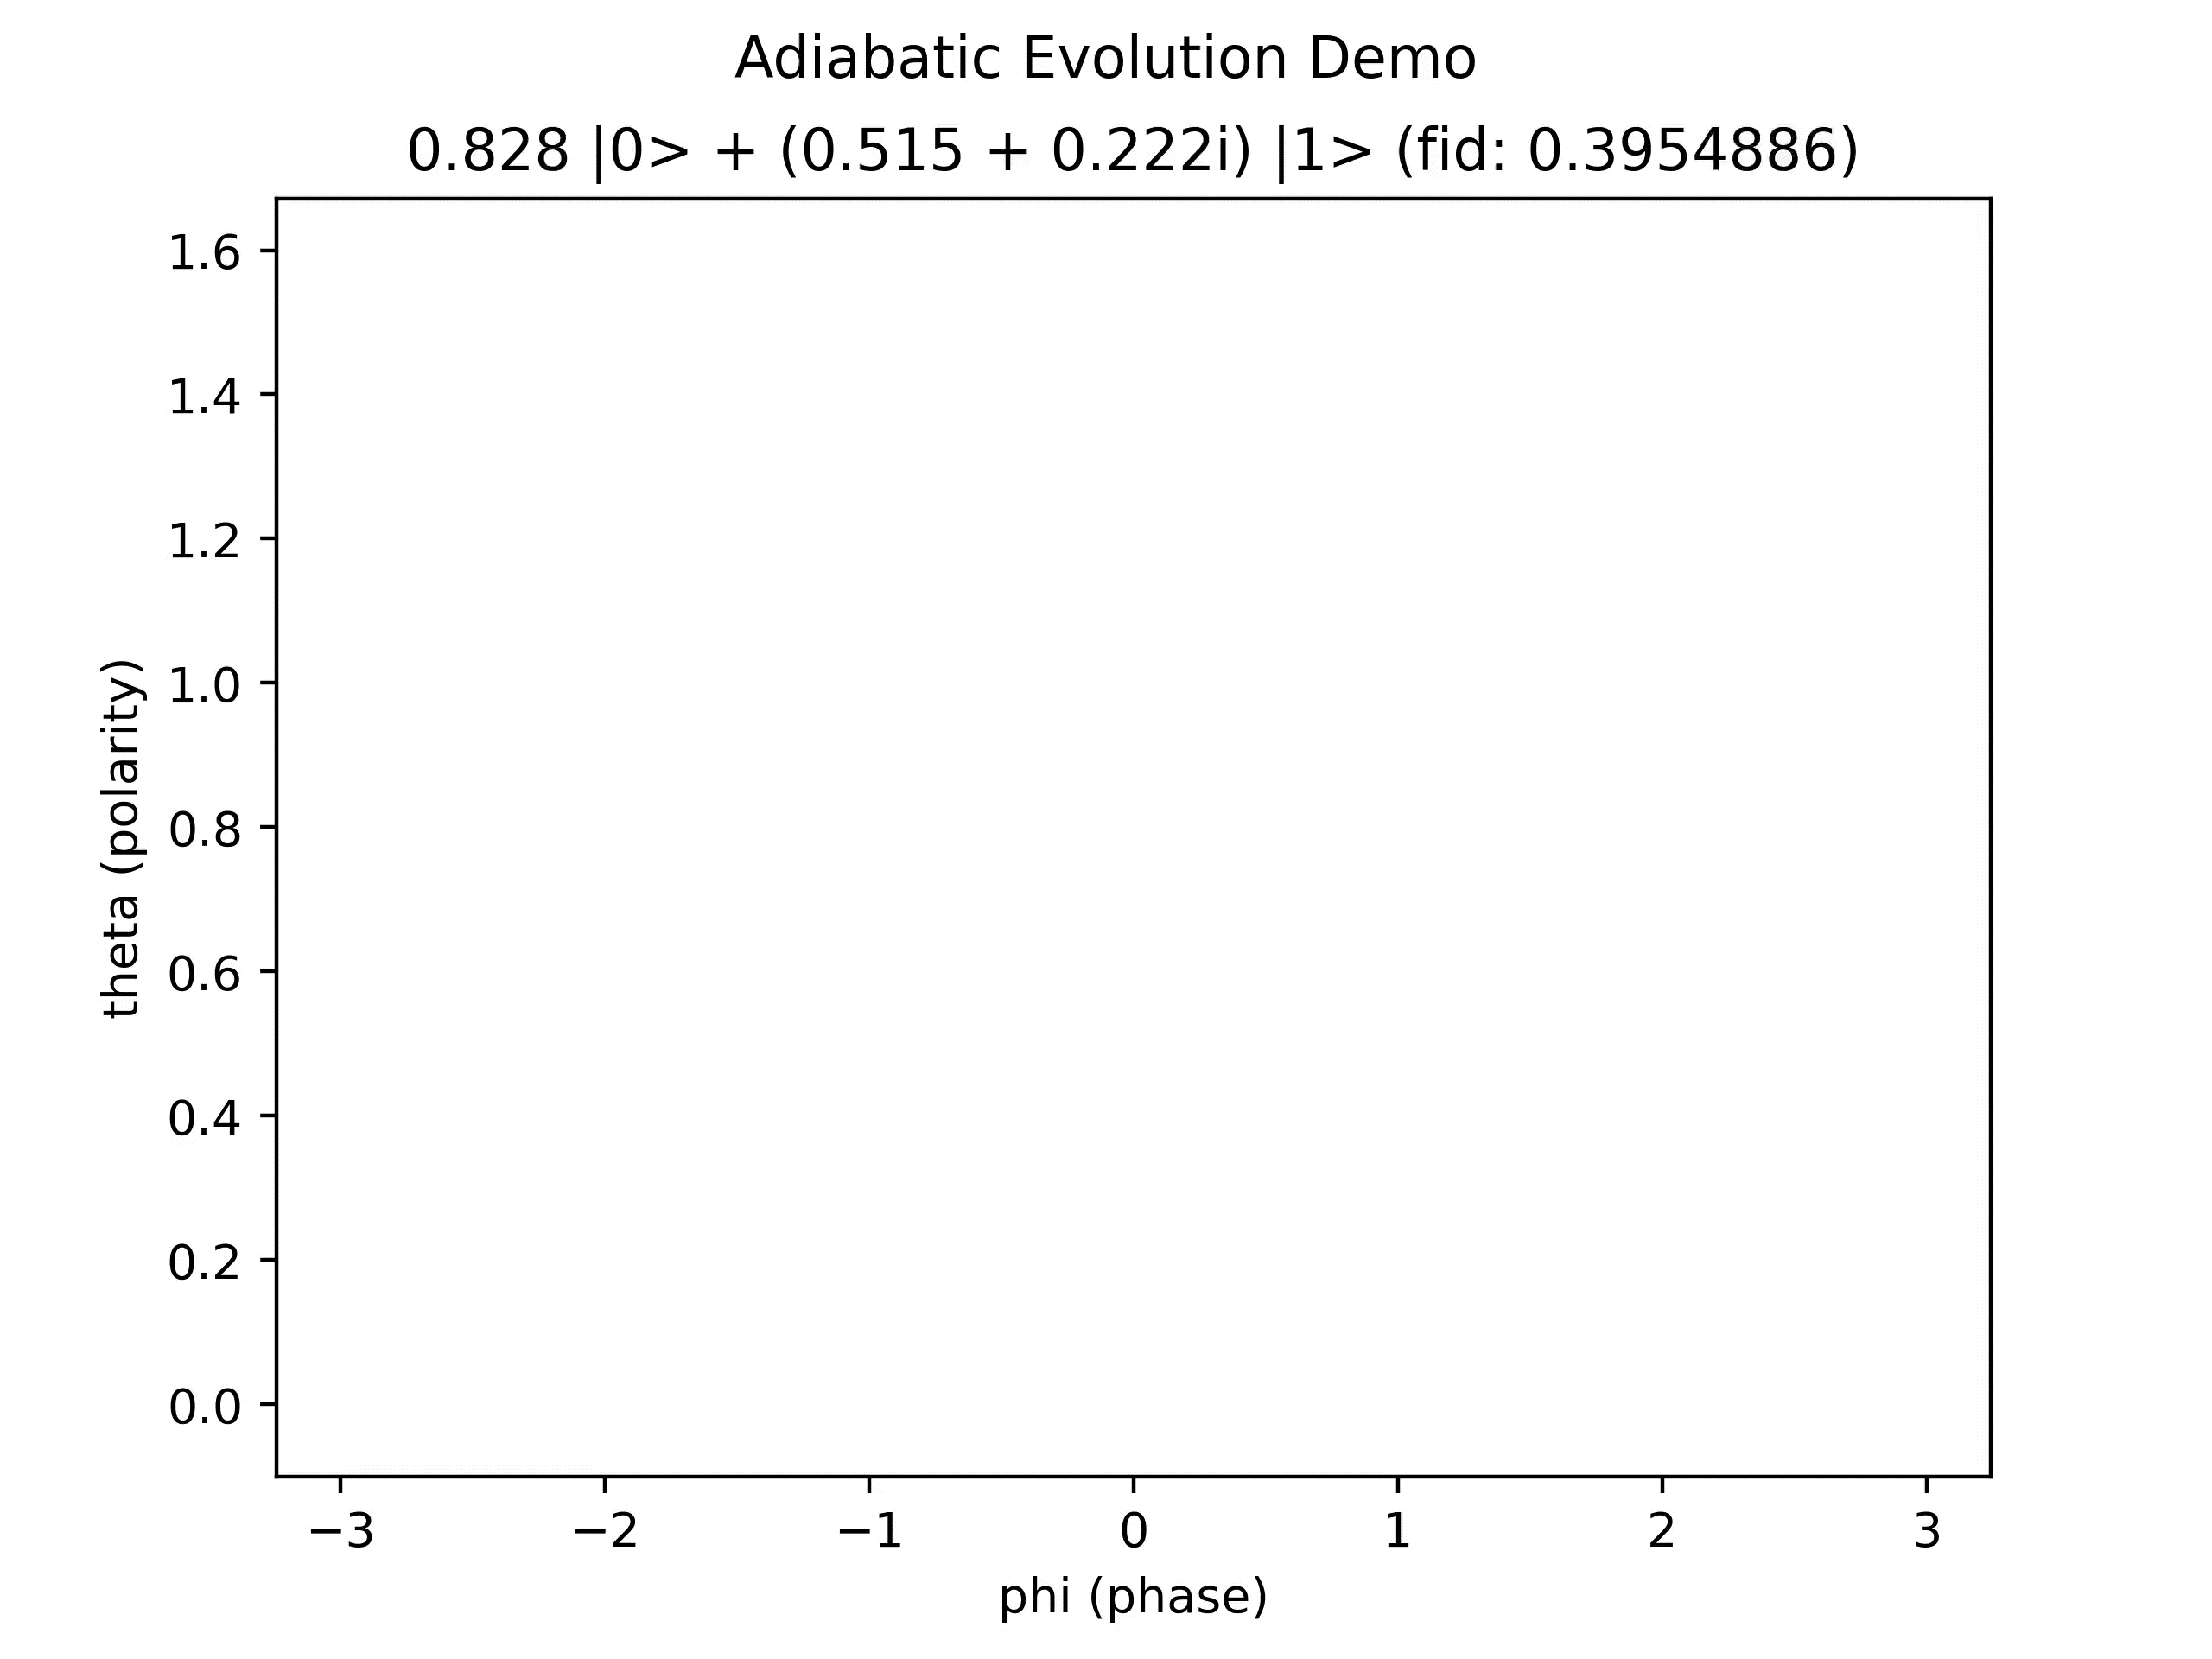 Adiabatic Evolution Demo
0.828 |0> + (0.515 + 0.222i) |1> (fid: 0.3954886)
1.6
1.4
1.2
1.0
0.8
0.6
0.4
0.2
0.0
theta (polarity)
−3 −2 −1 0 1 2 3
phi (phase)